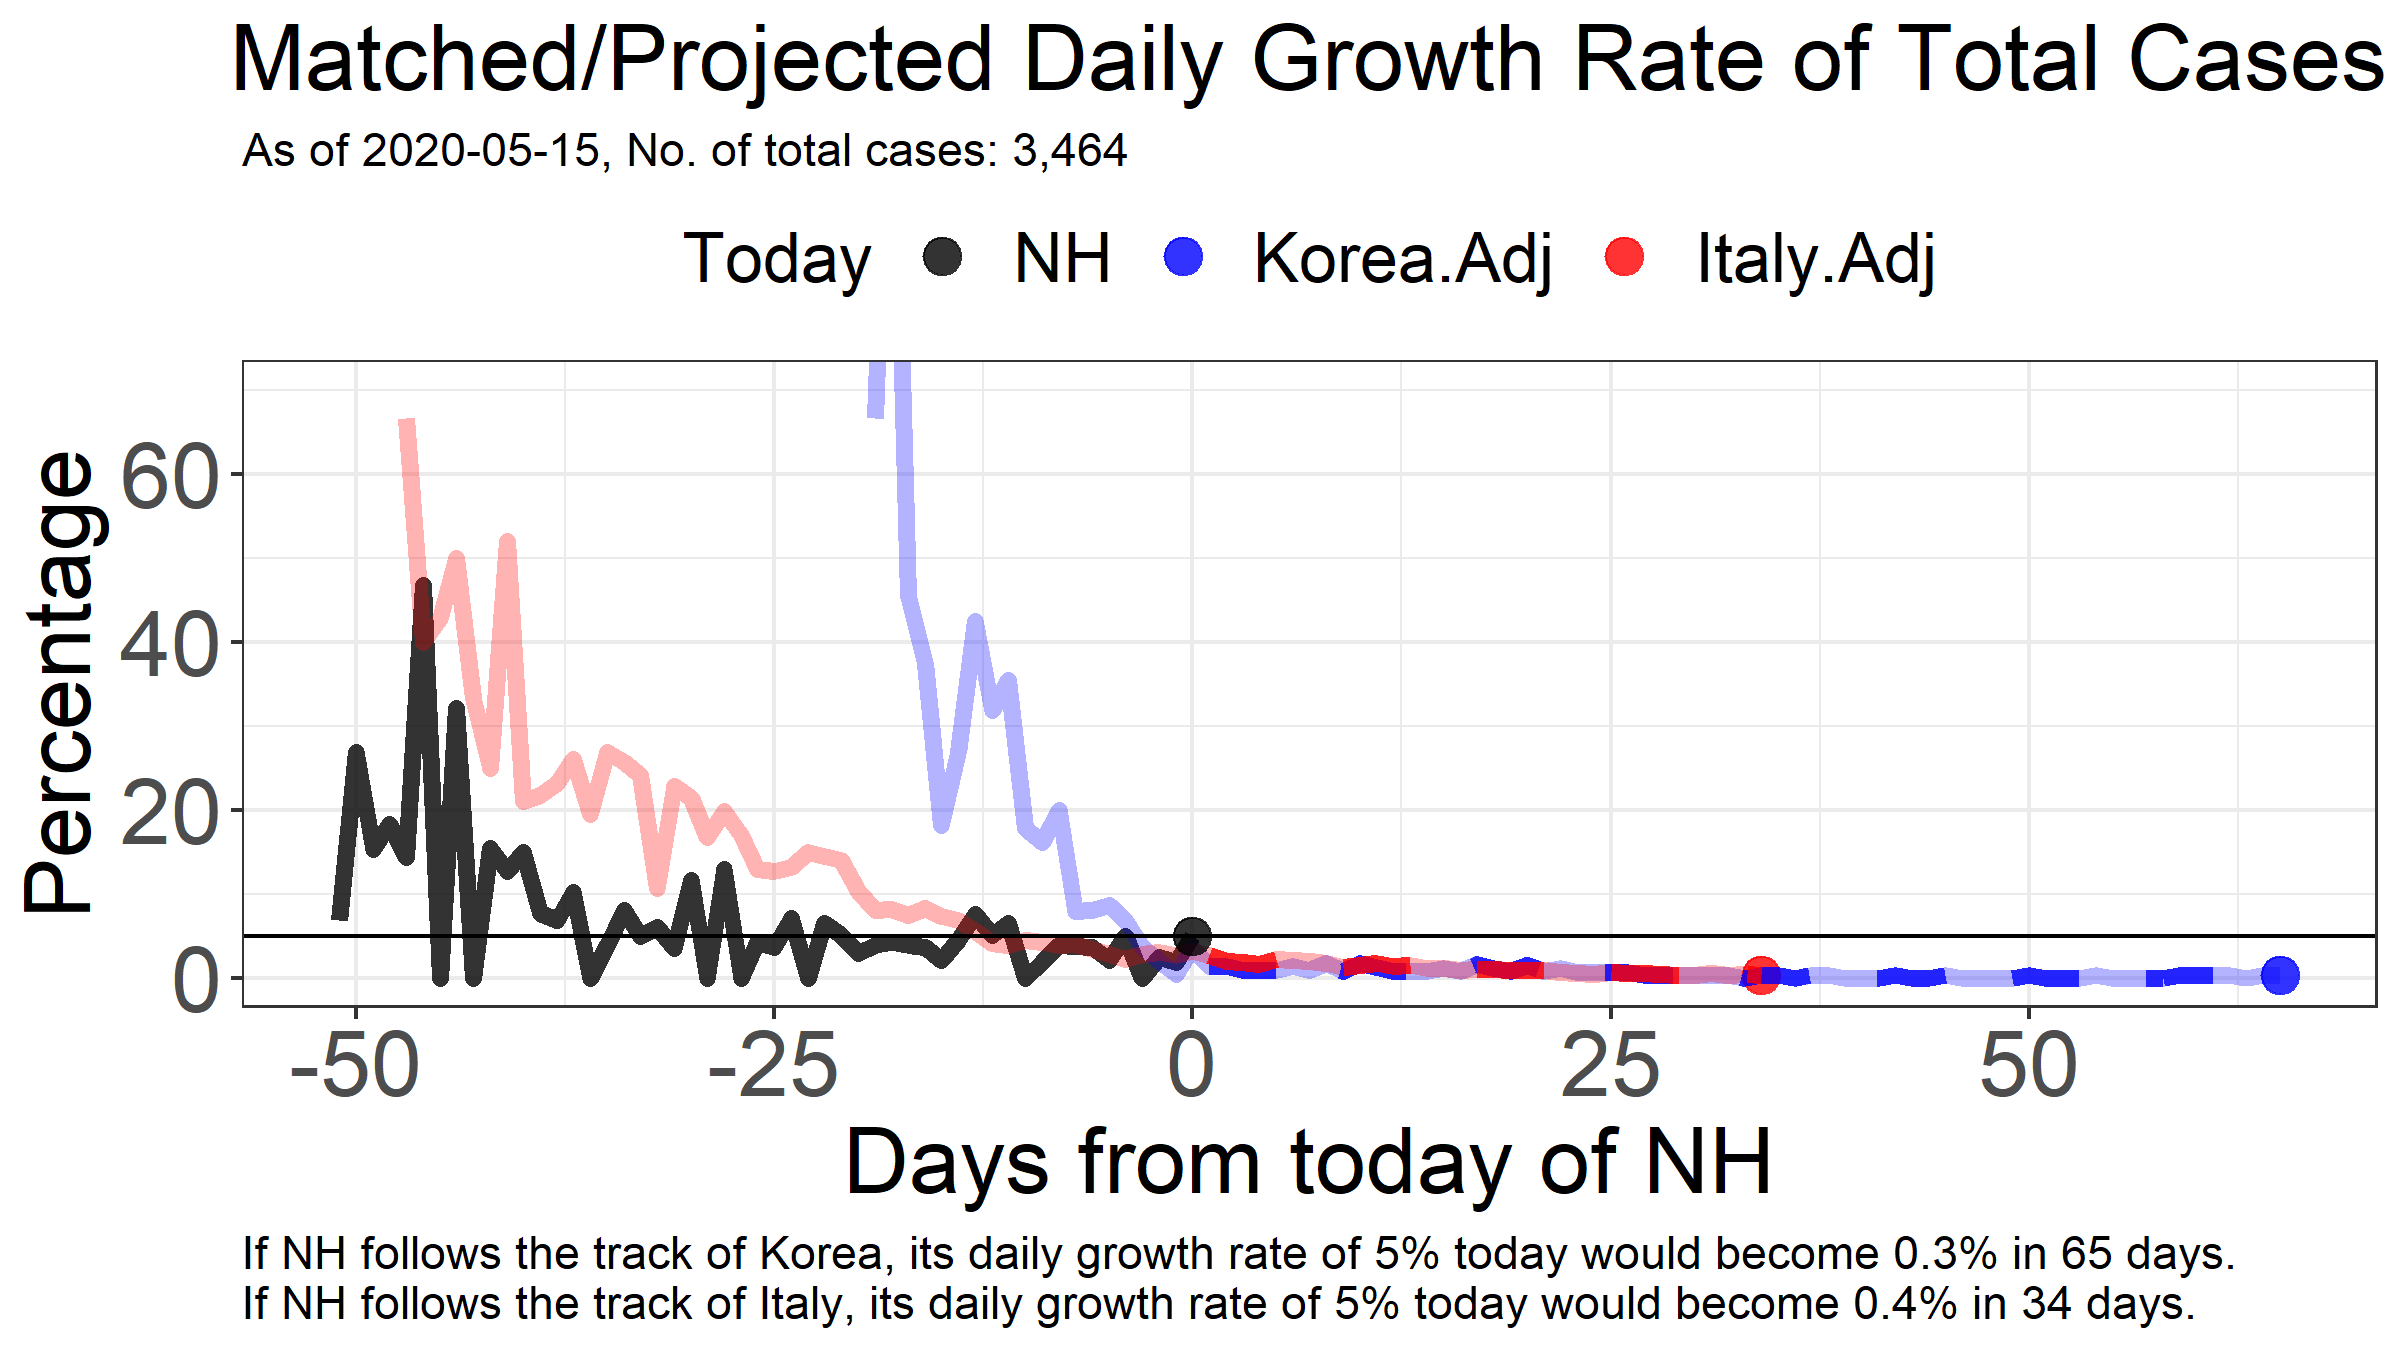 Matched/Projected Daily Growth Rate of Total Cases
As of 2020-05-15, No. of total cases: 3,464
Today NH Korea.Adj Italy.Adj
Percentage
60
40
20
0
-50 -25 0 25 50
Days from today of NH
If NH follows the track of Korea, its daily growth rate of 5% today would become 0.3% in 65 days.
If NH follows the track of Italy, its daily growth rate of 5% today would become 0.4% in 34 days.